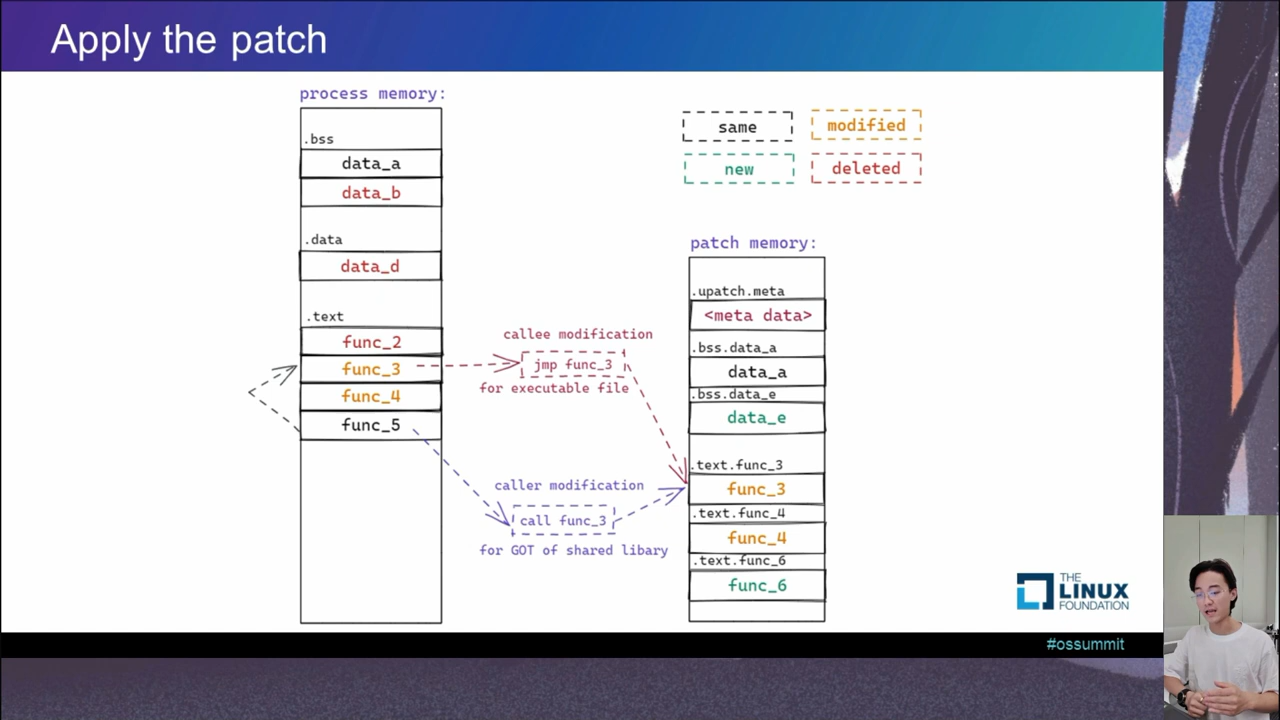 Apply the patch
process memory:
.bss
data_a
data_b
.data
data_d
.text
func_2
func_3
func_4
func_5
callee modification
jmp func_3
for executable file
caller modification
call func_3
for GOT of shared libary
same
modified
new
deleted
patch memory:
.upatch.meta
<meta data>
.bss.data_a
data_a
.bss.data_e
data_e
.text.func_3
func_3
.text.func_4
func_4
.text.func_6
func_6
THE
LINUX
FOUNDATION
#ossummit